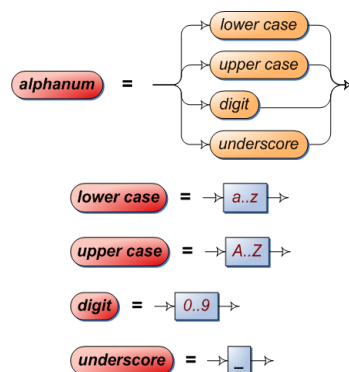 lower case
upper case
alphanum =
digit
underscore
lower case = a..z
upper case = A..Z
digit = 0..9
underscore = _